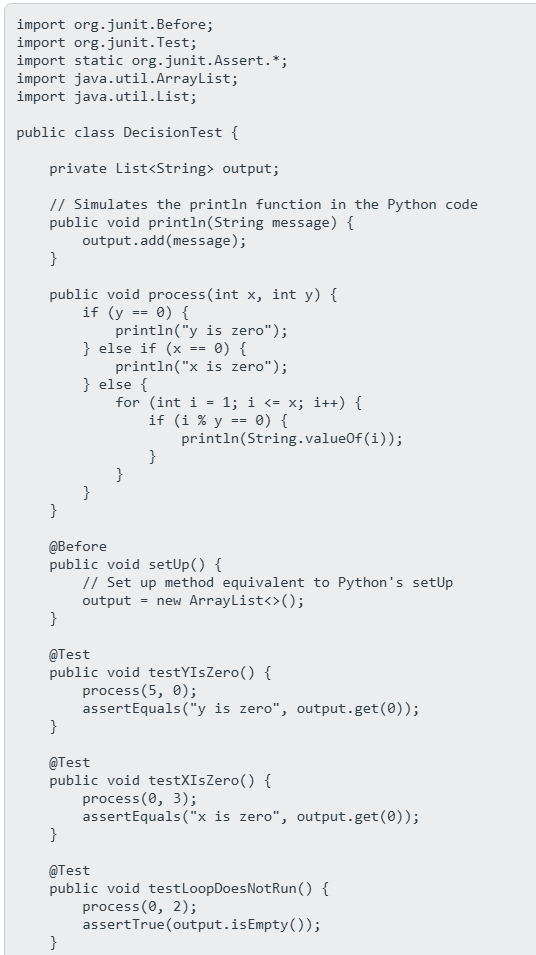 import org.junit.Before;
import org.junit.Test;
import static org.junit.Assert.*;
import java.util.ArrayList;
import java.util.List;

public class DecisionTest {

    private List<String> output;

    // Simulates the println function in the Python code
    public void println(String message) {
        output.add(message);
    }

    public void process(int x, int y) {
        if (y == 0) {
            println("y is zero");
        } else if (x == 0) {
            println("x is zero");
        } else {
            for (int i = 1; i <= x; i++) {
                if (i % y == 0) {
                    println(String.valueOf(i));
                }
            }
        }
    }

    @Before
    public void setUp() {
        // Set up method equivalent to Python's setUp
        output = new ArrayList<>();
    }

    @Test
    public void testYIsZero() {
        process(5, 0);
        assertEquals("y is zero", output.get(0));
    }

    @Test
    public void testXIsZero() {
        process(0, 3);
        assertEquals("x is zero", output.get(0));
    }

    @Test
    public void testLoopDoesNotRun() {
        process(0, 2);
        assertTrue(output.isEmpty());
    }